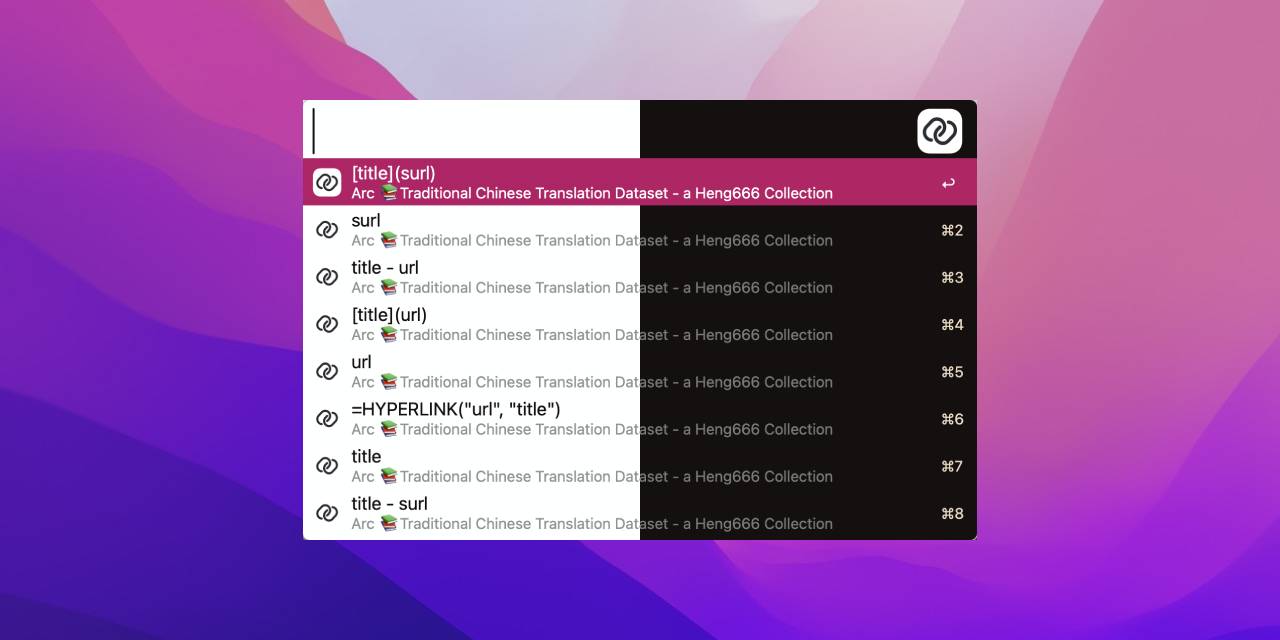 [title](surl)
Arc 📚Traditional Chinese Translation Dataset - a Heng666 Collection
↩
surl
Arc 📚Traditional Chinese Translation Dataset - a Heng666 Collection
⌘2
title - url
Arc 📚Traditional Chinese Translation Dataset - a Heng666 Collection
⌘3
[title](url)
Arc 📚Traditional Chinese Translation Dataset - a Heng666 Collection
⌘4
url
Arc 📚Traditional Chinese Translation Dataset - a Heng666 Collection
⌘5
=HYPERLINK("url", "title")
Arc 📚Traditional Chinese Translation Dataset - a Heng666 Collection
⌘6
title
Arc 📚Traditional Chinese Translation Dataset - a Heng666 Collection
⌘7
title - surl
Arc 📚Traditional Chinese Translation Dataset - a Heng666 Collection
⌘8